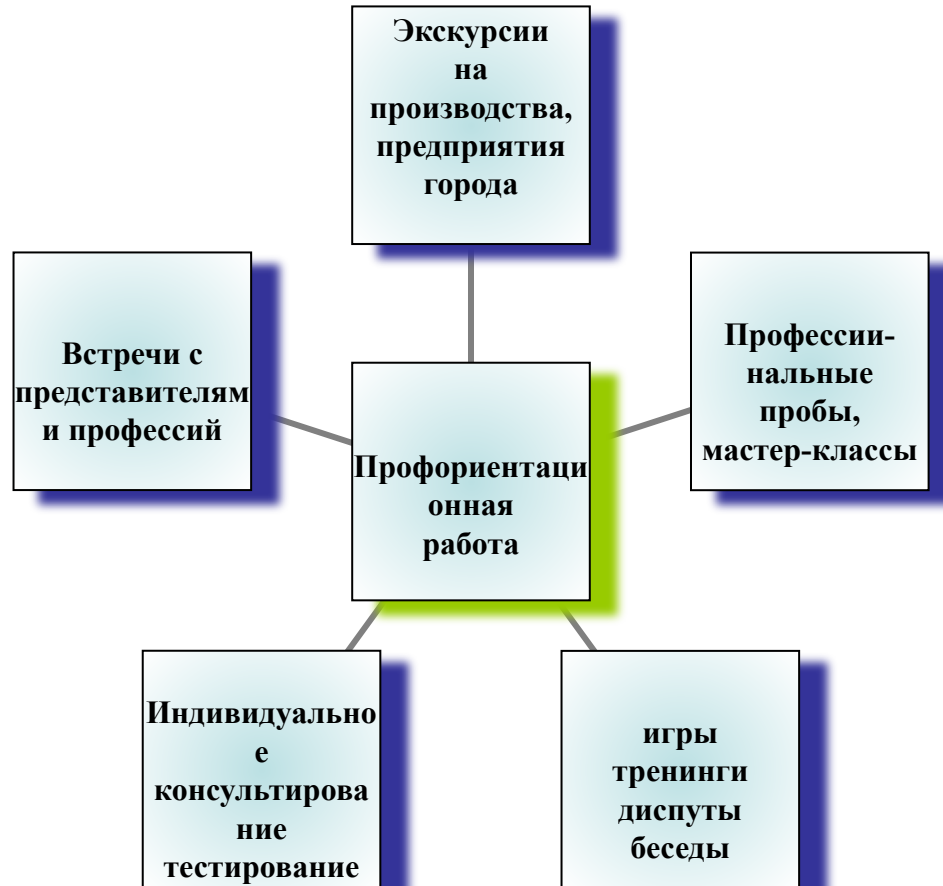 Экскурсии
на
производства,
предприятия
города
Встречи с
представителям
и профессий
Профессии-
нальные
пробы,
мастер-классы
Профориентаци
онная
работа
Индивидуально
е
консультирова
ние
тестирование
игры
тренинги
диспуты
беседы